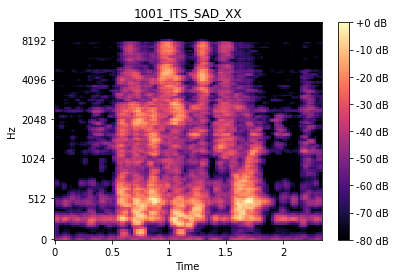 1001_ITS_SAD_XX
+0 dB
8192
-10 dB
4096
-20 dB
-30 dB
2048
Hz
-40 dB
1024
-50 dB
512
-60 dB
-70 dB
0
-80 dB
0 0.5 1 1.5 2
Time